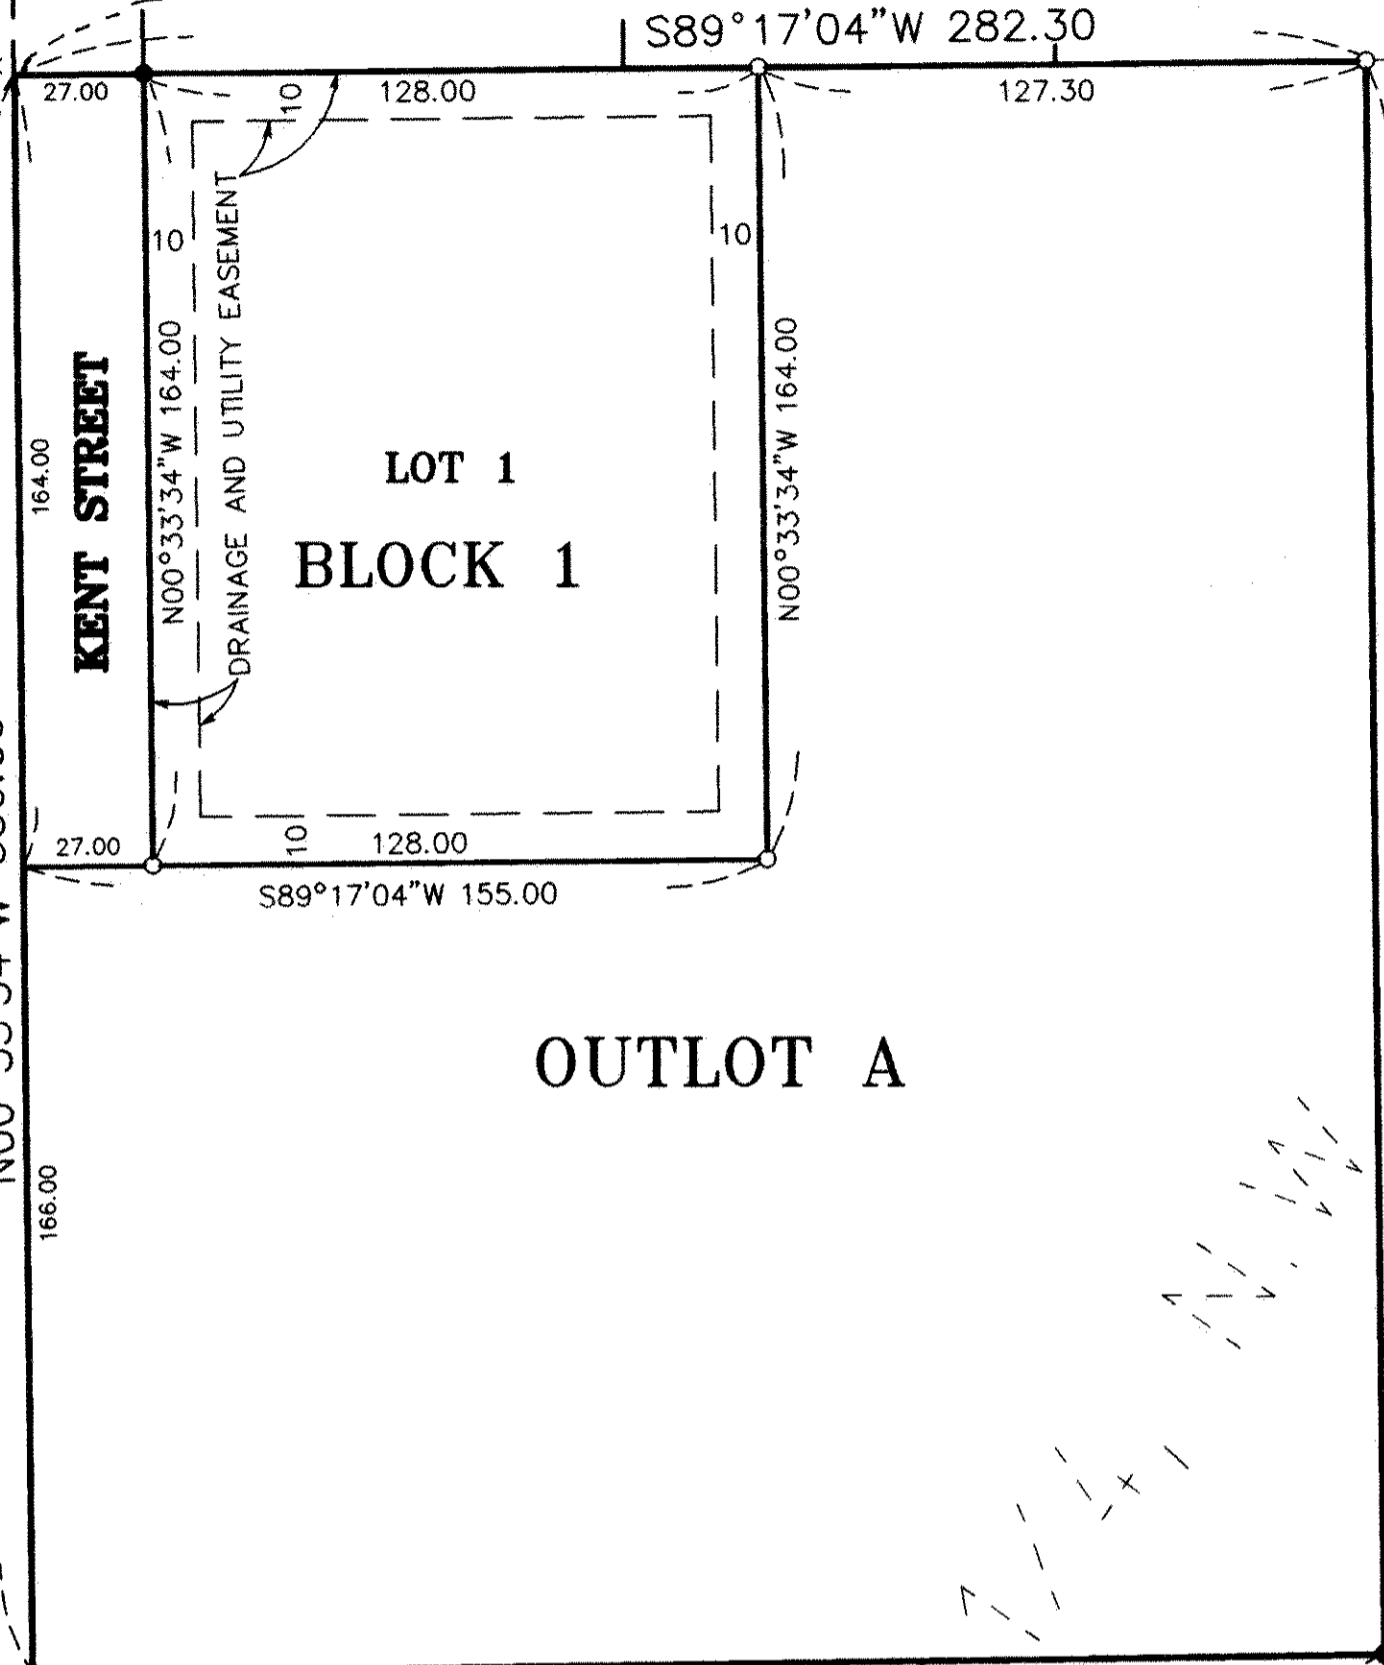 S89°17'04"W 282.30
27.00
10
128.00
127.30
10
DRAINAGE AND UTILITY EASEMENT
10
KENT STREET
164.00
N00°33'34"W 164.00
LOT 1
BLOCK 1
N00°33'34"W 164.00
27.00
10
128.00
S89°17'04"W 155.00
OUTLOT A
166.00